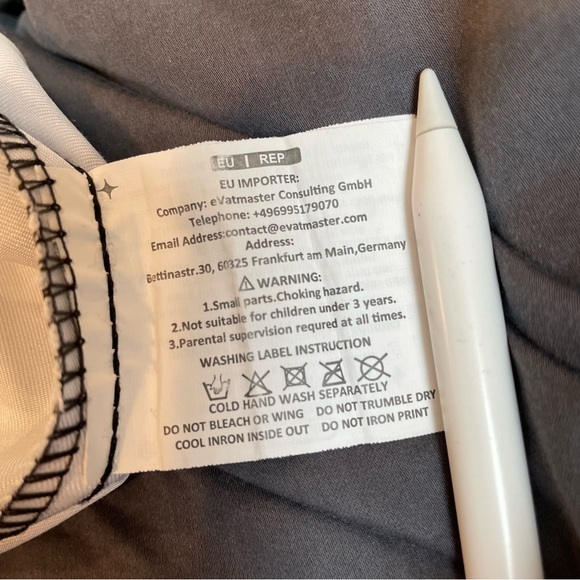 EU | REP
EU IMPORTER:
Company: eVatmaster Consulting GmbH
Telephone: +496995179070
Email Address:contact@evatmaster.com
Address:
Bettinastr.30, 60325 Frankfurt am Main,Germany
WARNING:
1.Small parts.Choking hazard.
2.Not suitable for children under 3 years.
3.Parental supervision requred at all times.
WASHING LABEL INSTRUCTION
COLD HAND WASH SEPARATELY
DO NOT BLEACH OR WING DO NOT TRUMBLE DRY
COOL INRON INSIDE OUT DO NOT IRON PRINT